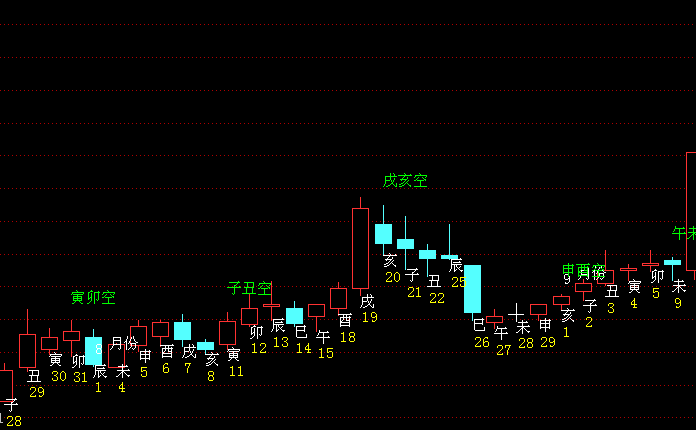 戌亥空
午未
申酉空
9 月份
子丑空
寅卯空
8 月份
子
28
丑
29
寅
30
卯
31
辰
1
未
4
申
5
酉
6
戌
7
亥
8
寅
11
卯
12
辰
13
巳
14
午
15
酉
18
戌
19
亥
20
子
21
丑
22
辰
25
巳
26
午
27
未
28
申
29
亥
1
子
2
丑
3
寅
4
卯
5
未
9